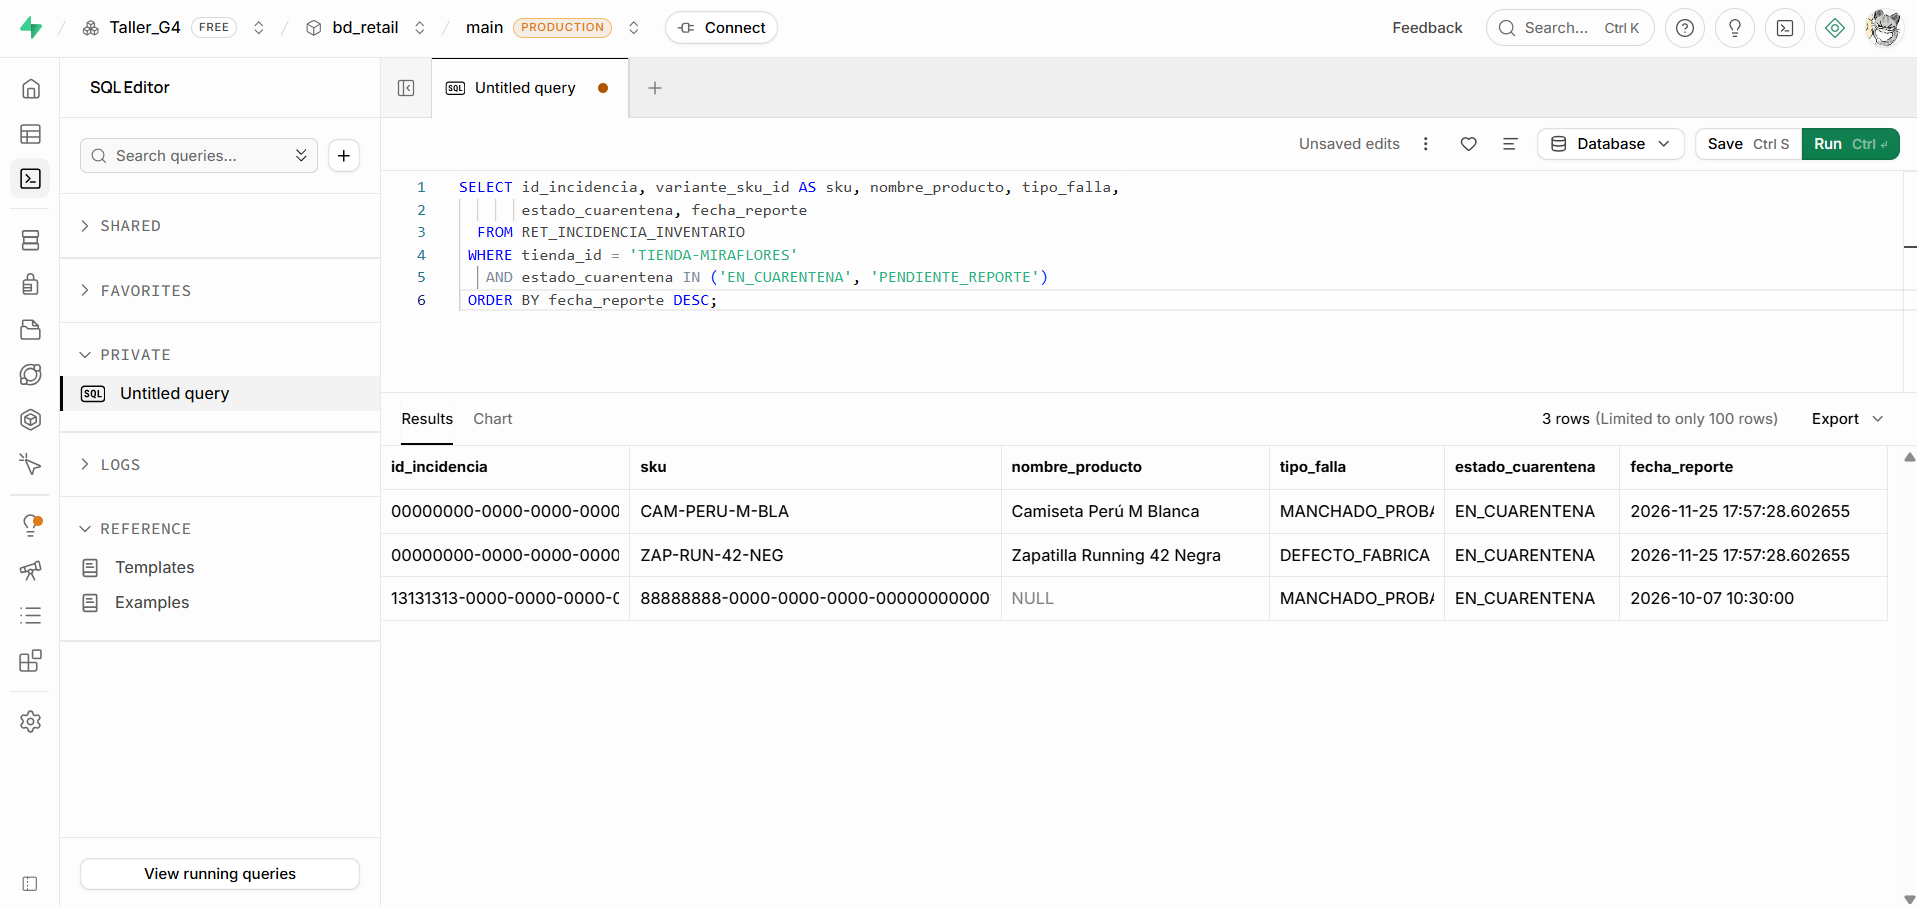 Taller_G4 FREE bd_retail main PRODUCTION Connect Feedback Search... Ctrl K
SQL Editor
SQL Untitled query
Search queries...
Unsaved edits Database Save Ctrl S Run Ctrl ↵
SHARED
FAVORITES
PRIVATE
SQL Untitled query
LOGS
REFERENCE
Templates
Examples
View running queries
1 SELECT id_incidencia, variante_sku_id AS sku, nombre_producto, tipo_falla,
2 estado_cuarentena, fecha_reporte
3 FROM RET_INCIDENCIA_INVENTARIO
4 WHERE tienda_id = 'TIENDA-MIRAFLORES'
5 AND estado_cuarentena IN ('EN_CUARENTENA', 'PENDIENTE_REPORTE')
6 ORDER BY fecha_reporte DESC;
Results Chart 3 rows (Limited to only 100 rows) Export
id_incidencia sku nombre_producto tipo_falla estado_cuarentena fecha_reporte
00000000-0000-0000-0000 CAM-PERU-M-BLA Camiseta Perú M Blanca MANCHADO_PROBA EN_CUARENTENA 2026-11-25 17:57:28.602655
00000000-0000-0000-0000 ZAP-RUN-42-NEG Zapatilla Running 42 Negra DEFECTO_FABRICA EN_CUARENTENA 2026-11-25 17:57:28.602655
13131313-0000-0000-0000-0 88888888-0000-0000-0000-00000000000 NULL MANCHADO_PROBA EN_CUARENTENA 2026-10-07 10:30:00